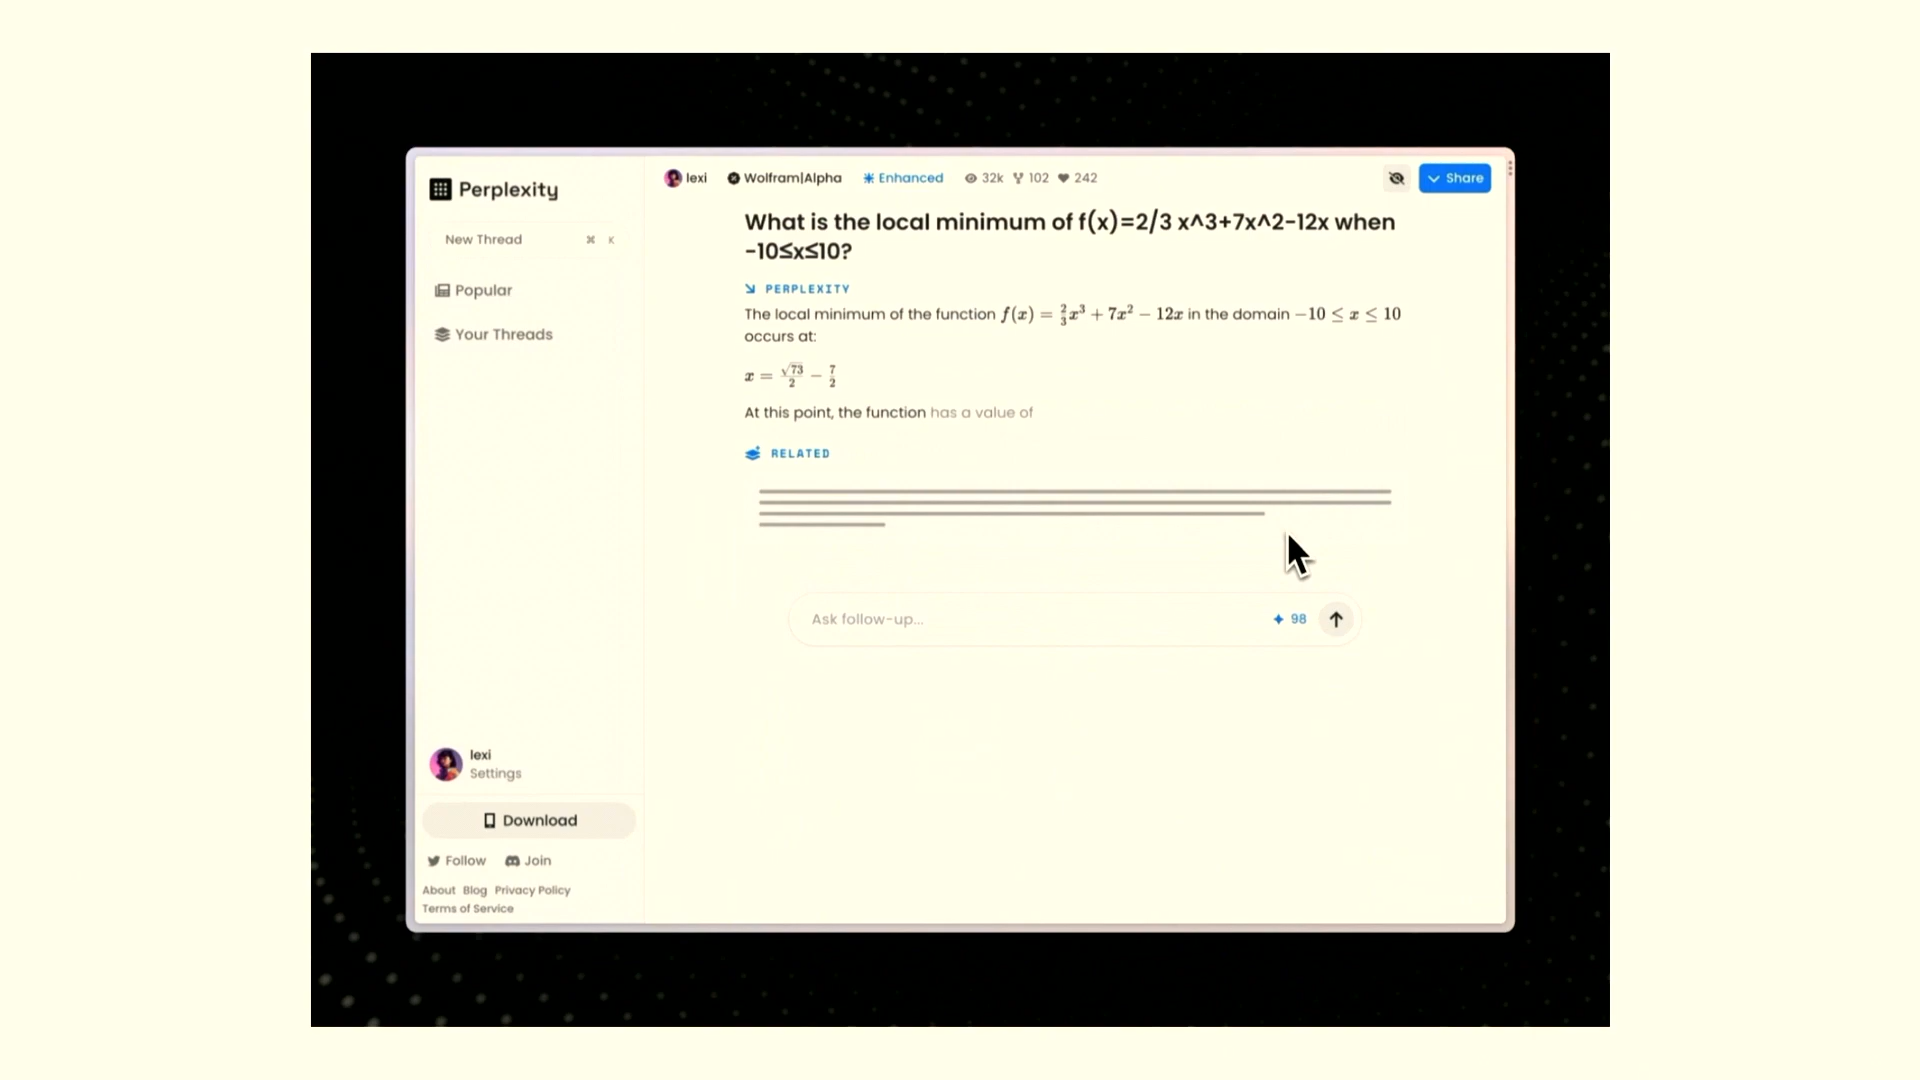 Perplexity
New Thread ⌘ K
Popular
Your Threads
lexi
Settings
Download
Follow Join
About Blog Privacy Policy
Terms of Service
lexi Wolfram|Alpha Enhanced 32k 102 242
Share
What is the local minimum of f(x)=2/3 x^3+7x^2-12x when
-10≤x≤10?
PERPLEXITY
The local minimum of the function f(x) = 2/3 x³ + 7x² − 12x in the domain −10 ≤ x ≤ 10
occurs at:
x = √73/2 − 7/2
At this point, the function has a value of
RELATED
Ask follow-up... 98